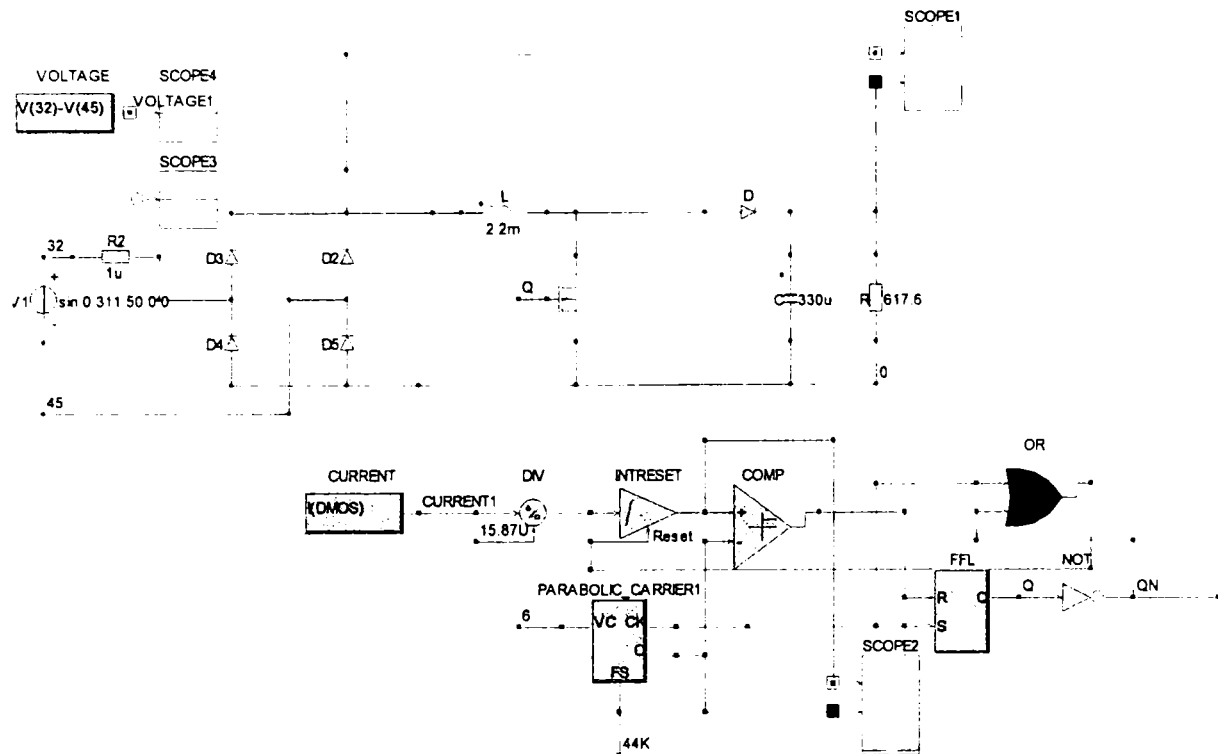 SCOPE1
VOLTAGE
SCOPE4
V(32)-V(45)
VOLTAGE1
SCOPE3
L
D
2 2m
32
R2
1u
D3
D2
+
V1
sin 0 311 50 0 0
-
Q
C
330u
R
617.6
D4
D5
0
45
OR
CURRENT
DIV
INTRESET
COMP
I(DMOS)
CURRENT1
15.87U
Reset
+
-
FFL
NOT
PARABOLIC_CARRIER1
R
Q
Q
QN
6
VC
CK
S
O
SCOPE2
FS
44K